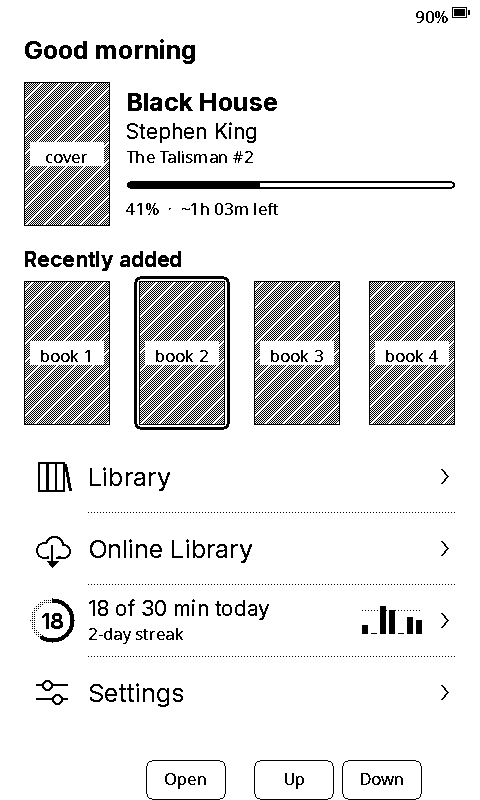 90%
Good morning
cover
Black House
Stephen King
The Talisman #2
41% · ~1h 03m left
Recently added
book 1
book 2
book 3
book 4
Library
Online Library
18
18 of 30 min today
2-day streak
Settings
Open
Up
Down